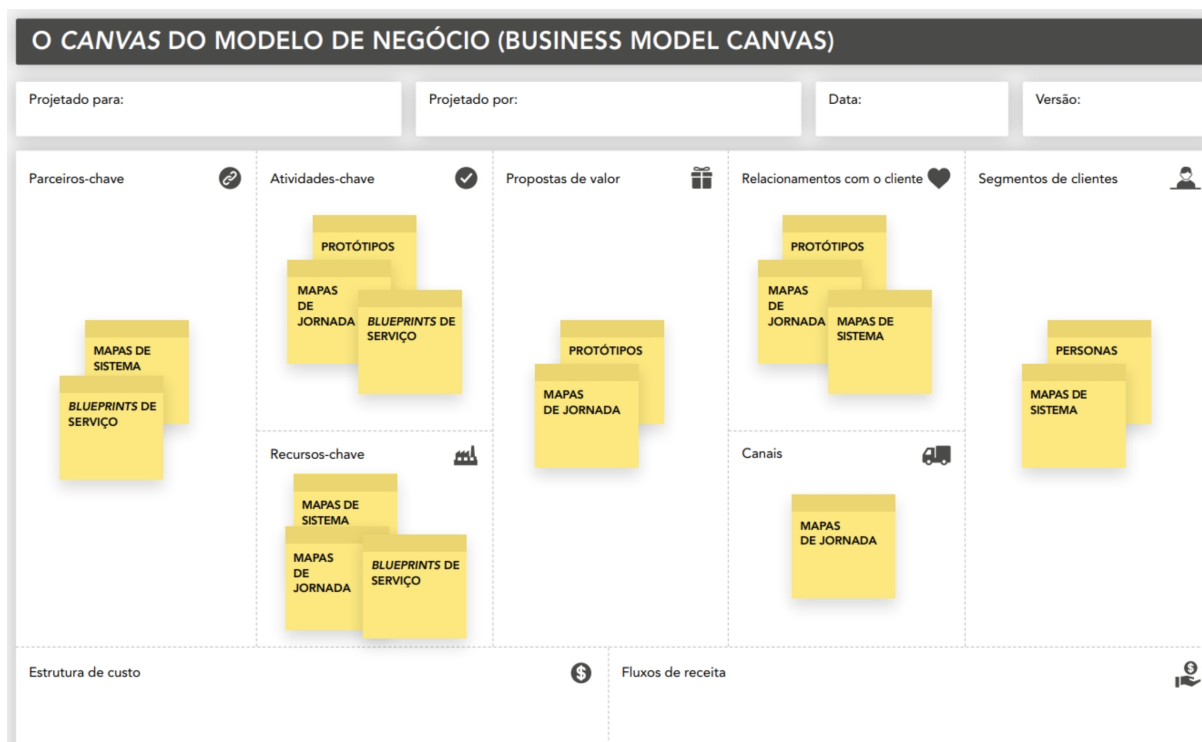 O CANVAS DO MODELO DE NEGÓCIO (BUSINESS MODEL CANVAS)
Projetado para:
Projetado por:
Data:
Versão:
Parceiros-chave
MAPAS DE
SISTEMA
BLUEPRINTS DE
SERVIÇO
Atividades-chave
PROTÓTIPOS
MAPAS
DE
JORNADA
BLUEPRINTS DE
SERVIÇO
Recursos-chave
MAPAS DE
SISTEMA
MAPAS
DE
JORNADA
BLUEPRINTS DE
SERVIÇO
Propostas de valor
PROTÓTIPOS
MAPAS
DE JORNADA
Relacionamentos com o cliente
PROTÓTIPOS
MAPAS
DE
JORNADA
MAPAS DE
SISTEMA
Canais
MAPAS
DE JORNADA
Segmentos de clientes
PERSONAS
MAPAS DE
SISTEMA
Estrutura de custo
$
Fluxos de receita
$